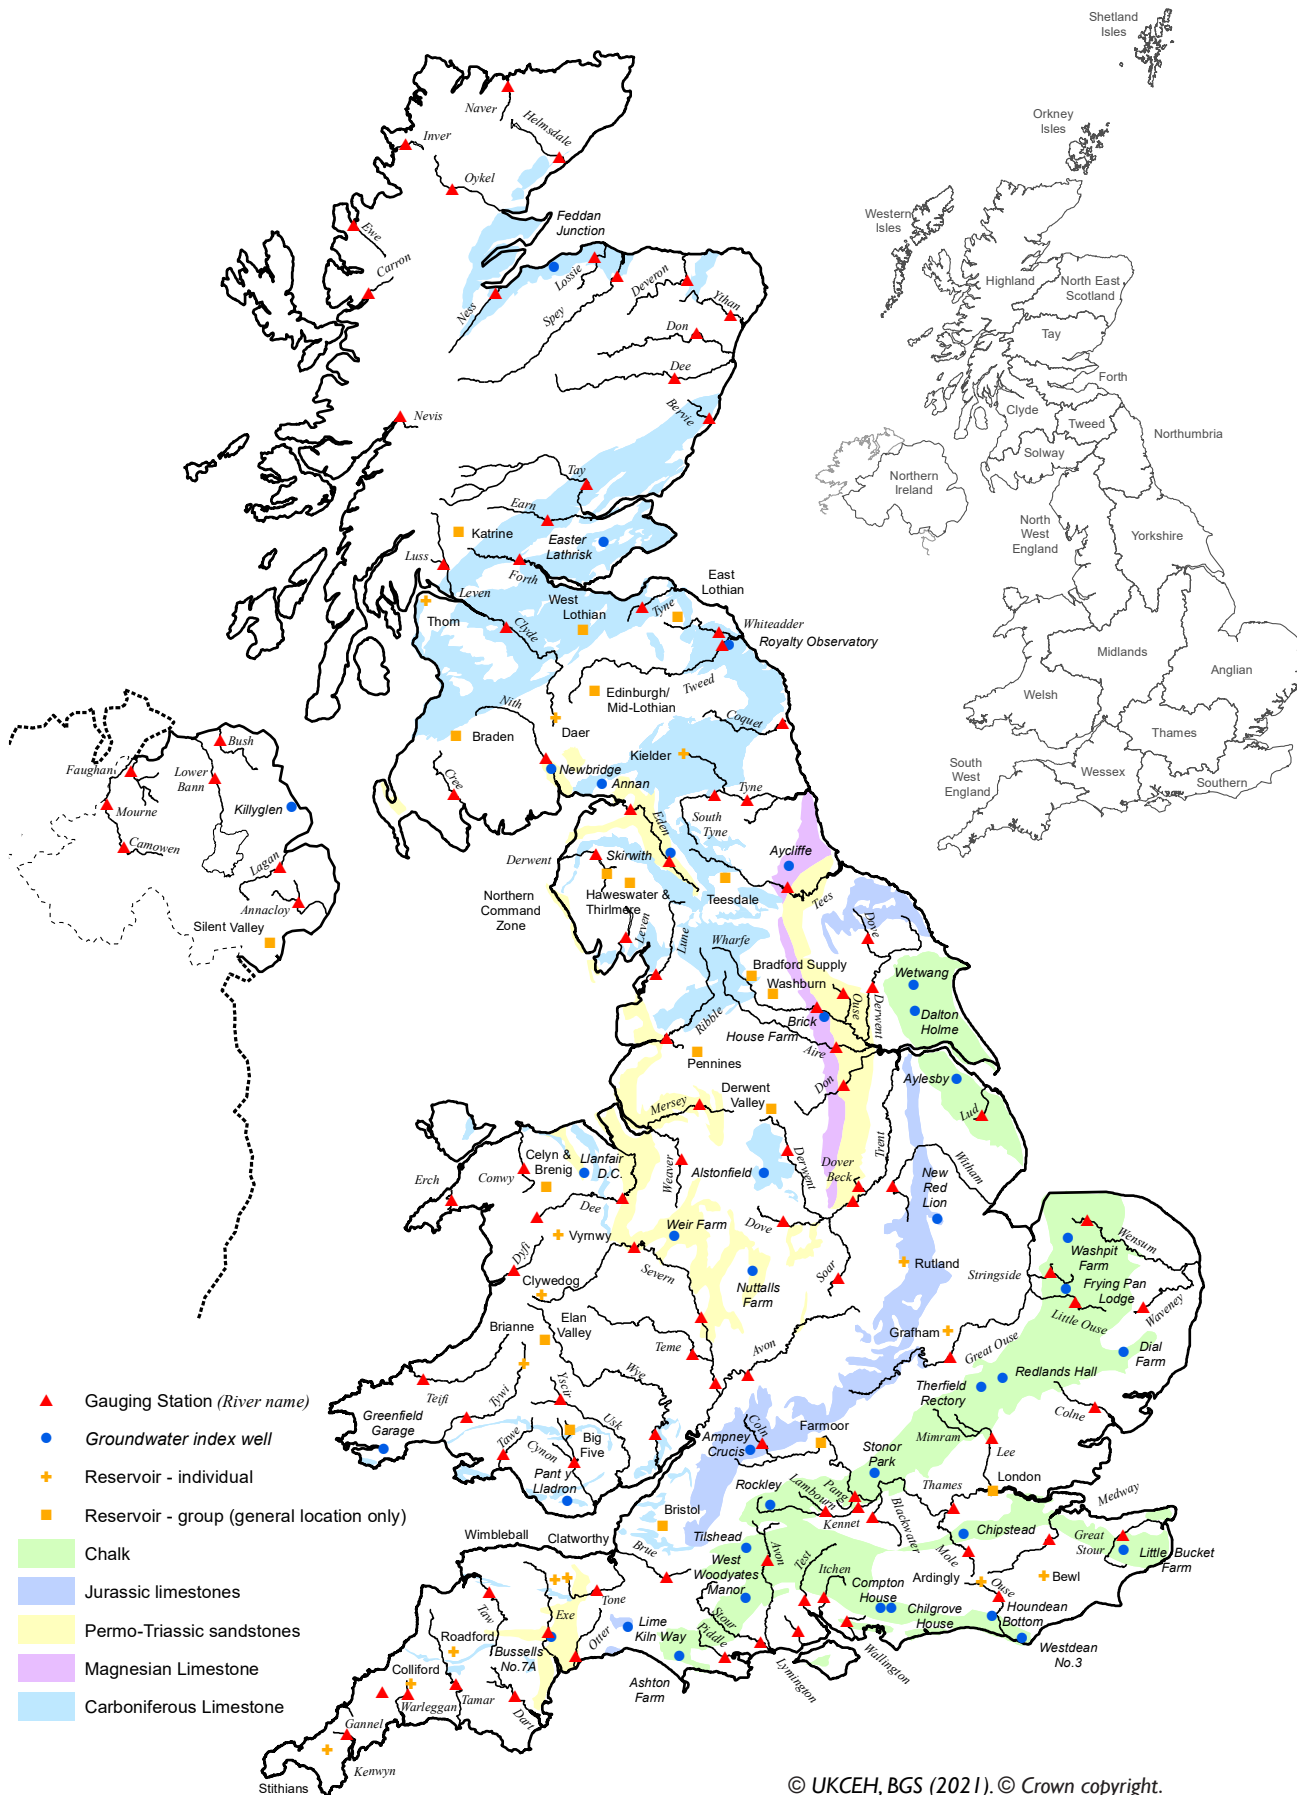 Shetland
Isles
Orkney
Isles
Western
Isles
Highland
North East
Scotland
Tay
Forth
Clyde
Tweed
Solway
Northumbria
Northern
Ireland
North
West
England
Yorkshire
Midlands
Anglian
Welsh
Thames
South
West
England
Wessex
Southern
Naver
Helmsdale
Inver
Oykel
Ewe
Carron
Feddan
Junction
Lossie
Ness
Spey
Deveron
Ythan
Don
Dee
Bervie
Nevis
Tay
Earn
Katrine
Easter
Lathrisk
Luss
Forth
Leven
Thom
Clyde
West
Lothian
East
Lothian
Tyne
Whiteadder
Royalty Observatory
Tweed
Edinburgh/
Mid-Lothian
Nith
Braden
Daer
Coquet
Kielder
Newbridge
Annan
Cree
Tyne
South
Tyne
Eden
Bush
Faughan
Lower
Bann
Killyglen
Mourne
Camowen
Lagan
Annacloy
Silent Valley
Derwent
Skirwith
Northern
Command
Zone
Haweswater &
Thirlmere
Teesdale
Aycliffe
Tees
Leven
Lune
Wharfe
Dove
Bradford Supply
Washburn
Wetwang
Dalton
Holme
Ouse
Derwent
Brick
House Farm
Ribble
Aire
Pennines
Don
Aylesby
Lud
Derwent
Valley
Mersey
Trent
Celyn &
Brenig
Llanfair
D.C.
Conwy
Erch
Weaver
Alstonfield
Derwent
Dover
Beck
New
Red
Lion
Witham
Dee
Dove
Vyrnwy
Weir Farm
Dyfi
Clywedog
Severn
Nuttalls
Farm
Soar
Rutland
Stringside
Washpit
Farm
Wensum
Frying Pan
Lodge
Little Ouse
Waveney
Brianne
Elan
Valley
Teme
Avon
Grafham
Great Ouse
Dial
Farm
Redlands Hall
Therfield
Rectory
Teifi
Tywi
Yscir
Wye
Usk
Greenfield
Garage
Tawe
Cynon
Big
Five
Pant y
Lladron
Coln
Ampney
Crucis
Farmoor
Stonor
Park
Mimram
Lee
Colne
London
Rockley
Lambourn
Pang
Kennet
Blackwater
Thames
Medway
Bristol
Tilshead
Chipstead
Great
Stour
Little Bucket
Farm
Wimbleball
Clatworthy
Brue
West
Woodyates
Manor
Avon
Test
Itchen
Mole
Ardingly
Bewl
Compton
House
Ouse
Chilgrove
House
Houndean
Bottom
Westdean
No.3
Taw
Exe
Tone
Lime
Kiln Way
Stour
Piddle
Lymington
Wallington
Roadford
Bussells
No.7A
Otter
Ashton
Farm
Colliford
Warleggan
Tamar
Dart
Gannel
Kenwyn
Stithians
Gauging Station (River name)
Groundwater index well
Reservoir - individual
Reservoir - group (general location only)
Chalk
Jurassic limestones
Permo-Triassic sandstones
Magnesian Limestone
Carboniferous Limestone
© UKCEH, BGS (2021). © Crown copyright.